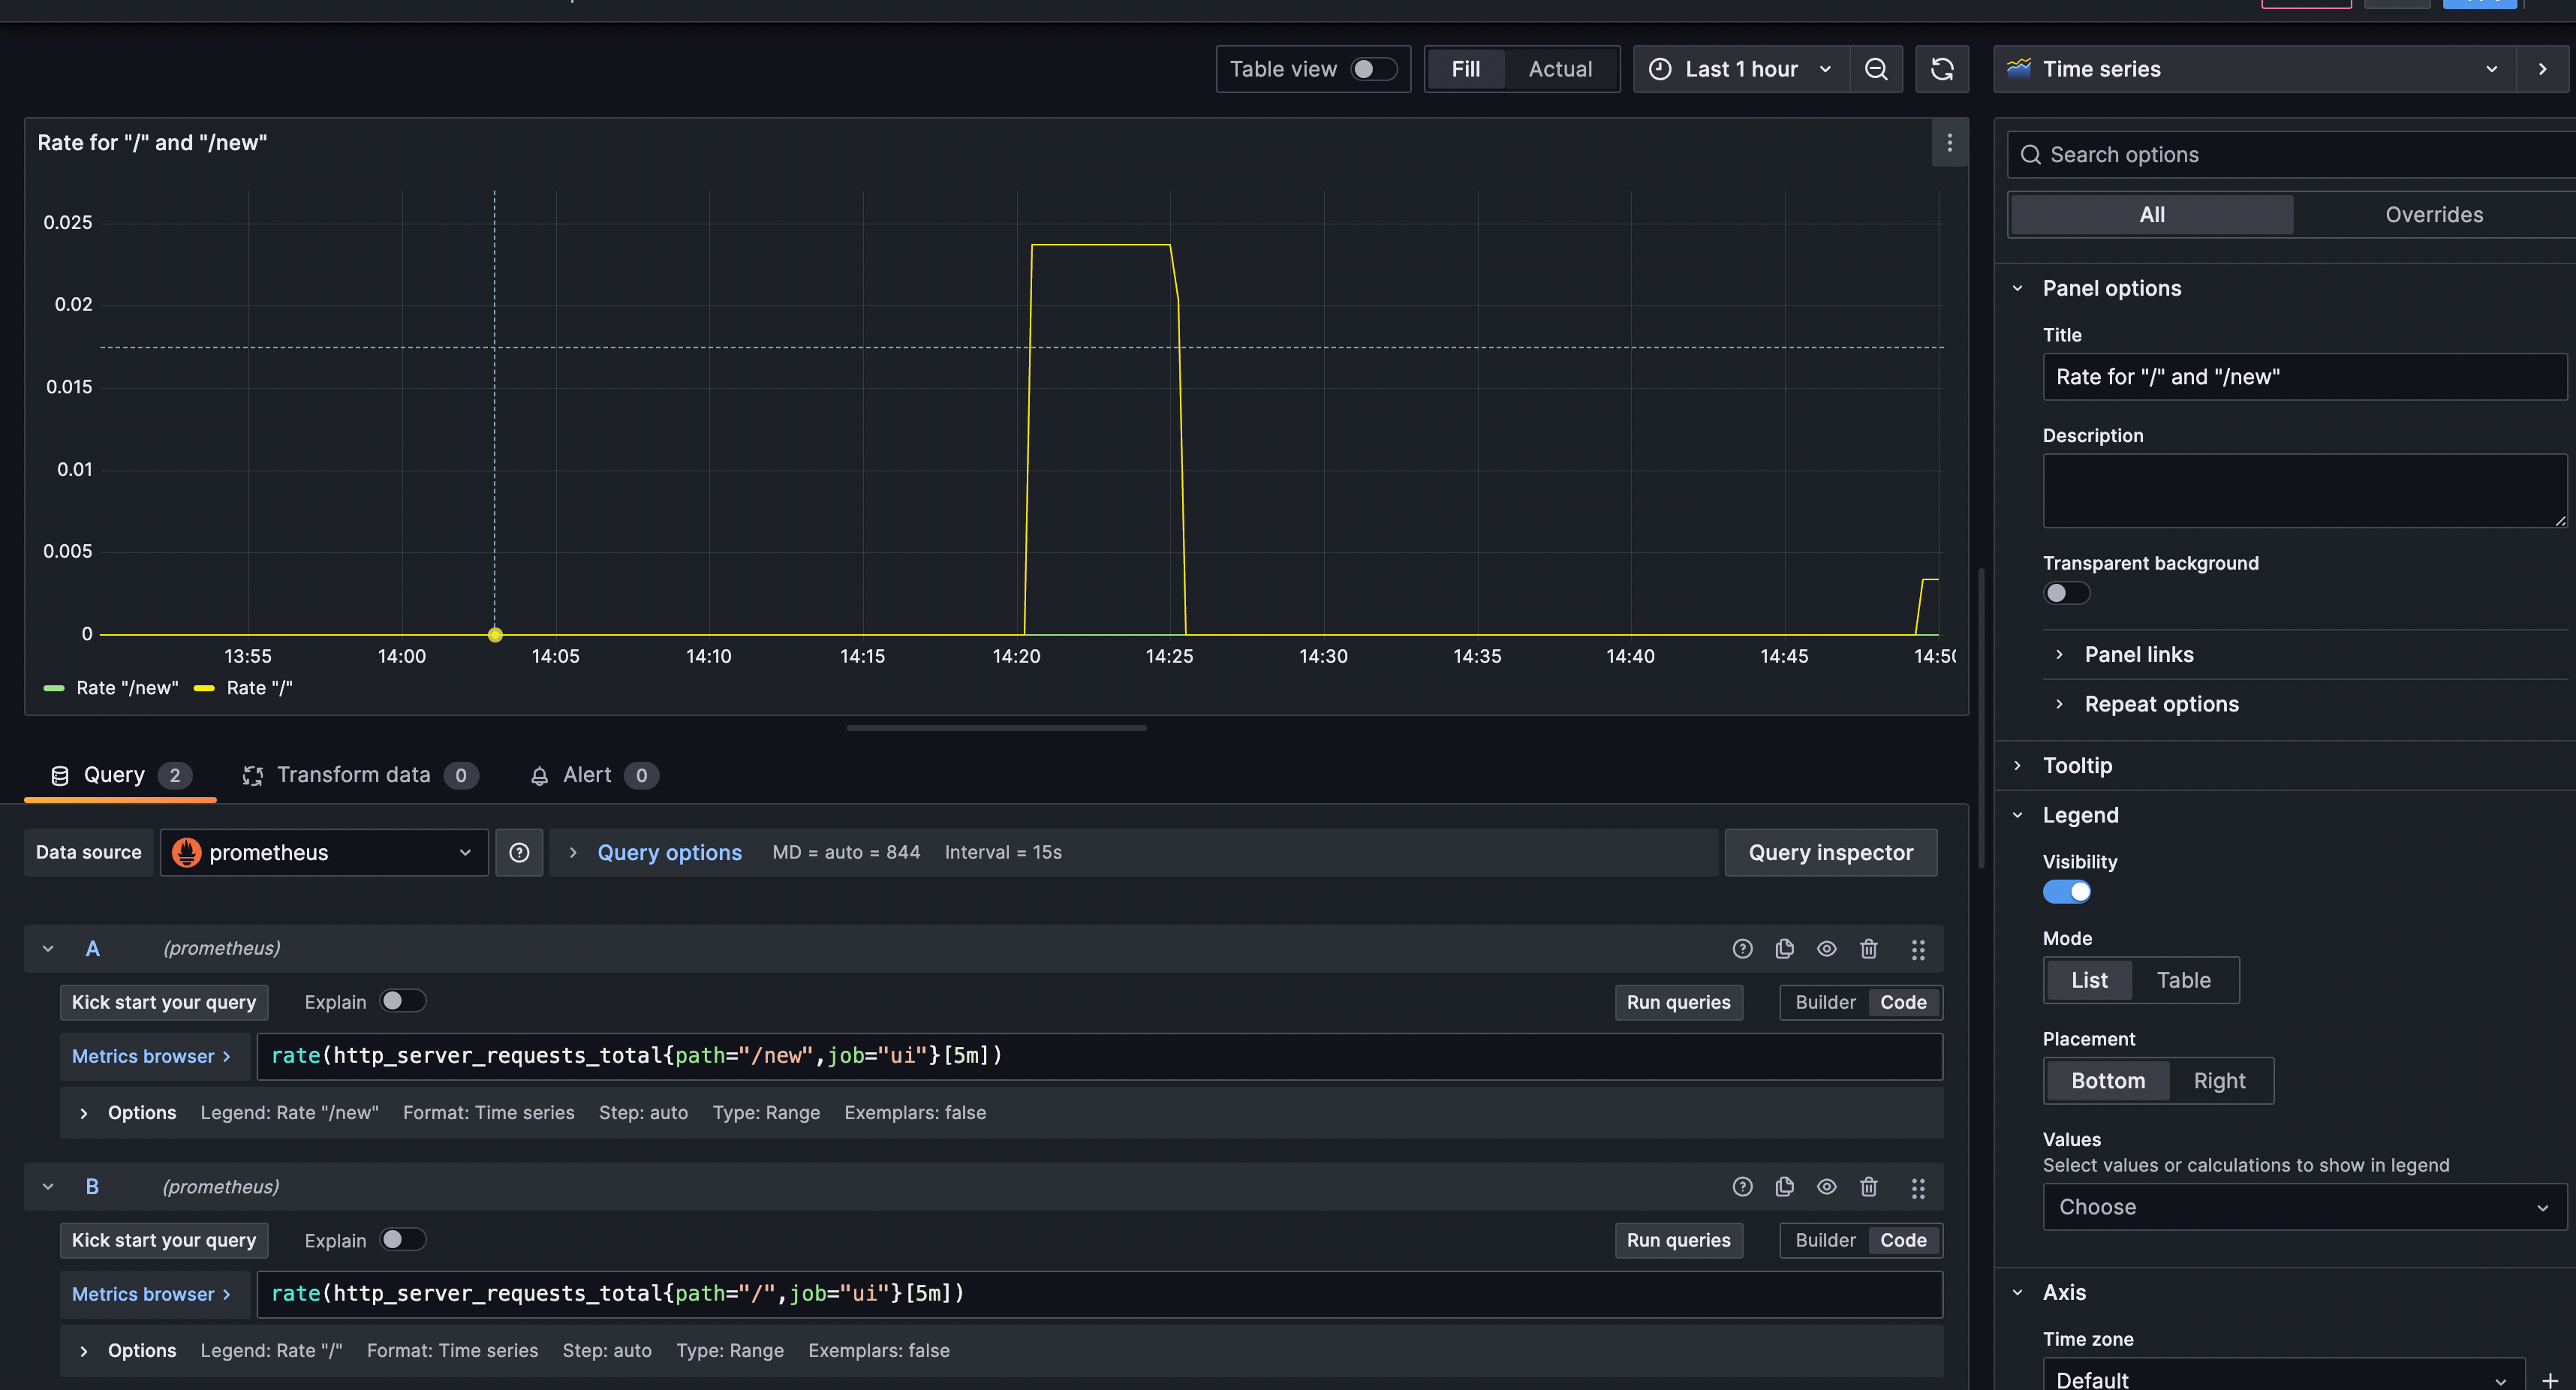 Table view
Fill
Actual
Last 1 hour
Time series
Rate for "/" and "/new"
0.025
0.02
0.015
0.01
0.005
0
13:55
14:00
14:05
14:10
14:15
14:20
14:25
14:30
14:35
14:40
14:45
Rate "/new"
Rate "/"
Query 2
Transform data 0
Alert 0
Data source
prometheus
Query options
MD = auto = 844
Interval = 15s
Query inspector
A
(prometheus)
Kick start your query
Explain
Run queries
Builder
Code
Metrics browser >
rate(http_server_requests_total{path="/new",job="ui"}[5m])
Options
Legend: Rate "/new"
Format: Time series
Step: auto
Type: Range
Exemplars: false
B
(prometheus)
Kick start your query
Explain
Run queries
Builder
Code
Metrics browser >
rate(http_server_requests_total{path="/",job="ui"}[5m])
Options
Legend: Rate "/"
Format: Time series
Step: auto
Type: Range
Exemplars: false
Search options
All
Overrides
Panel options
Title
Rate for "/" and "/new"
Description
Transparent background
Panel links
Repeat options
Tooltip
Legend
Visibility
Mode
List
Table
Placement
Bottom
Right
Values
Select values or calculations to show in legend
Choose
Axis
Time zone
Default